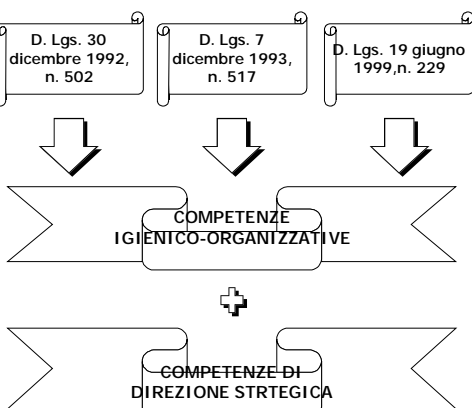 D. Lgs. 30
dicembre 1992,
n. 502
D. Lgs. 7
dicembre 1993,
n. 517
D. Lgs. 19 giugno
1999,n. 229
COMPETENZE
IGIENICO-ORGANIZZATIVE
COMPETENZE DI
DIREZIONE STRTEGICA